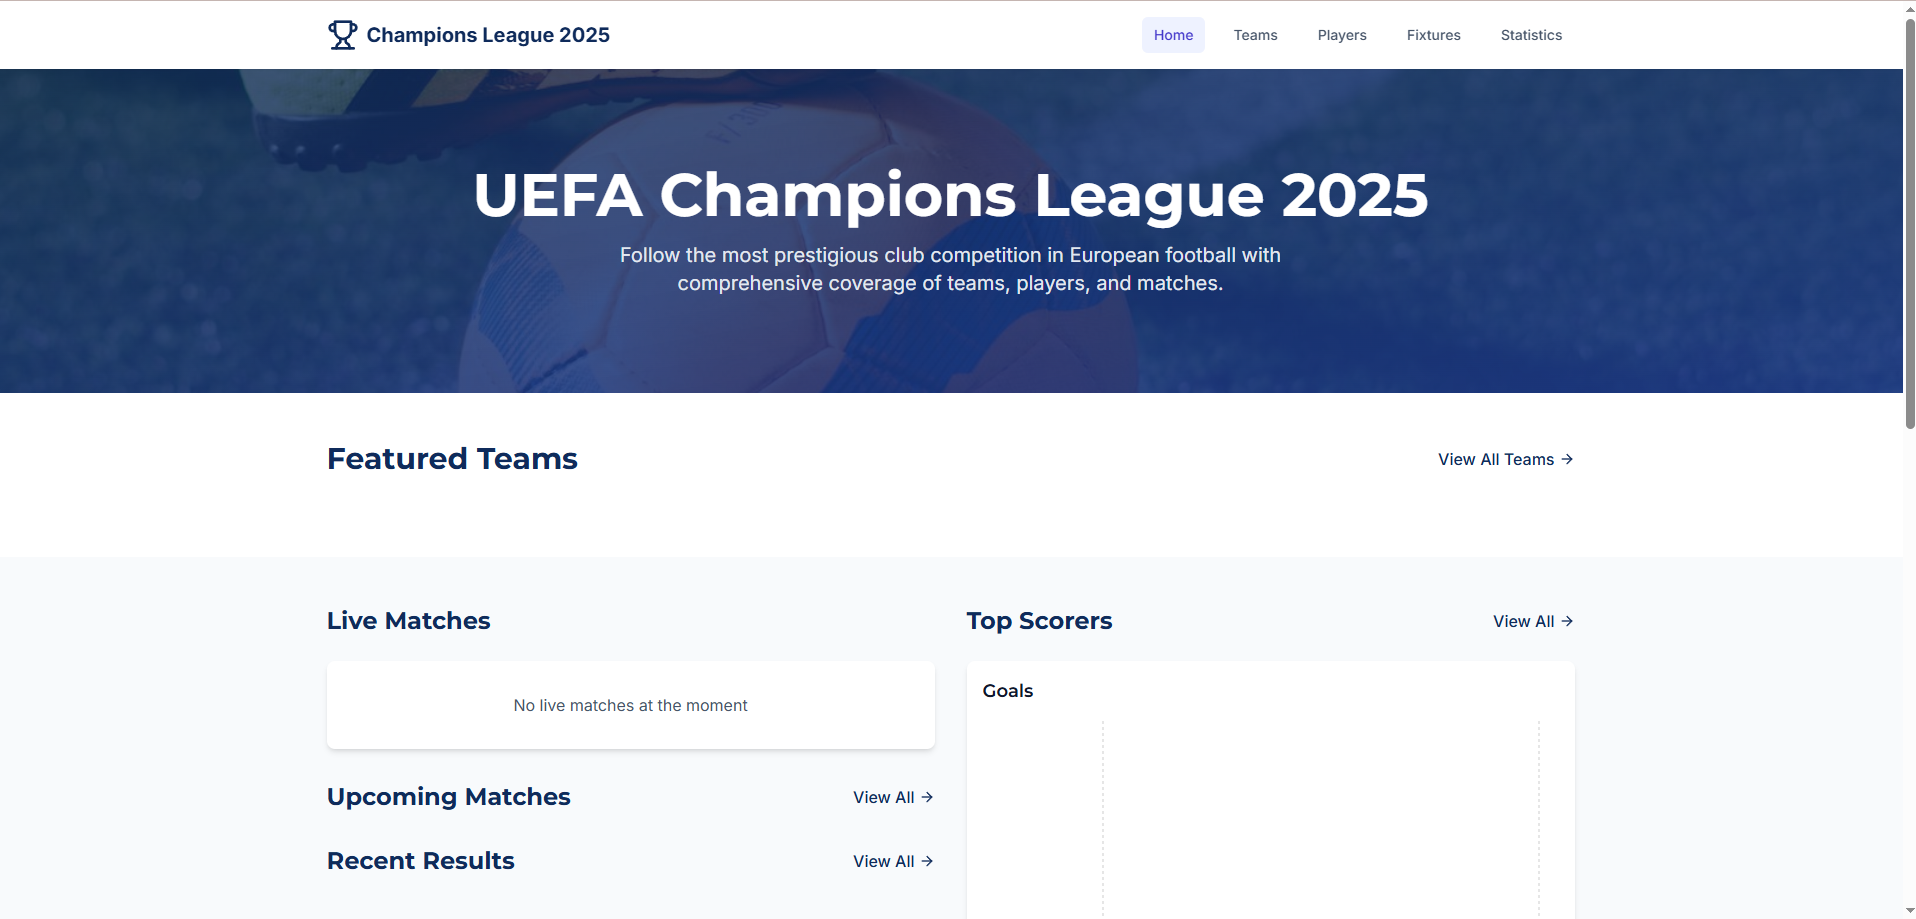 Champions League 2025
Home
Teams
Players
Fixtures
Statistics
UEFA Champions League 2025
Follow the most prestigious club competition in European football with
comprehensive coverage of teams, players, and matches.
Featured Teams
View All Teams →
Live Matches
No live matches at the moment
Upcoming Matches
View All →
Recent Results
View All →
Top Scorers
View All →
Goals